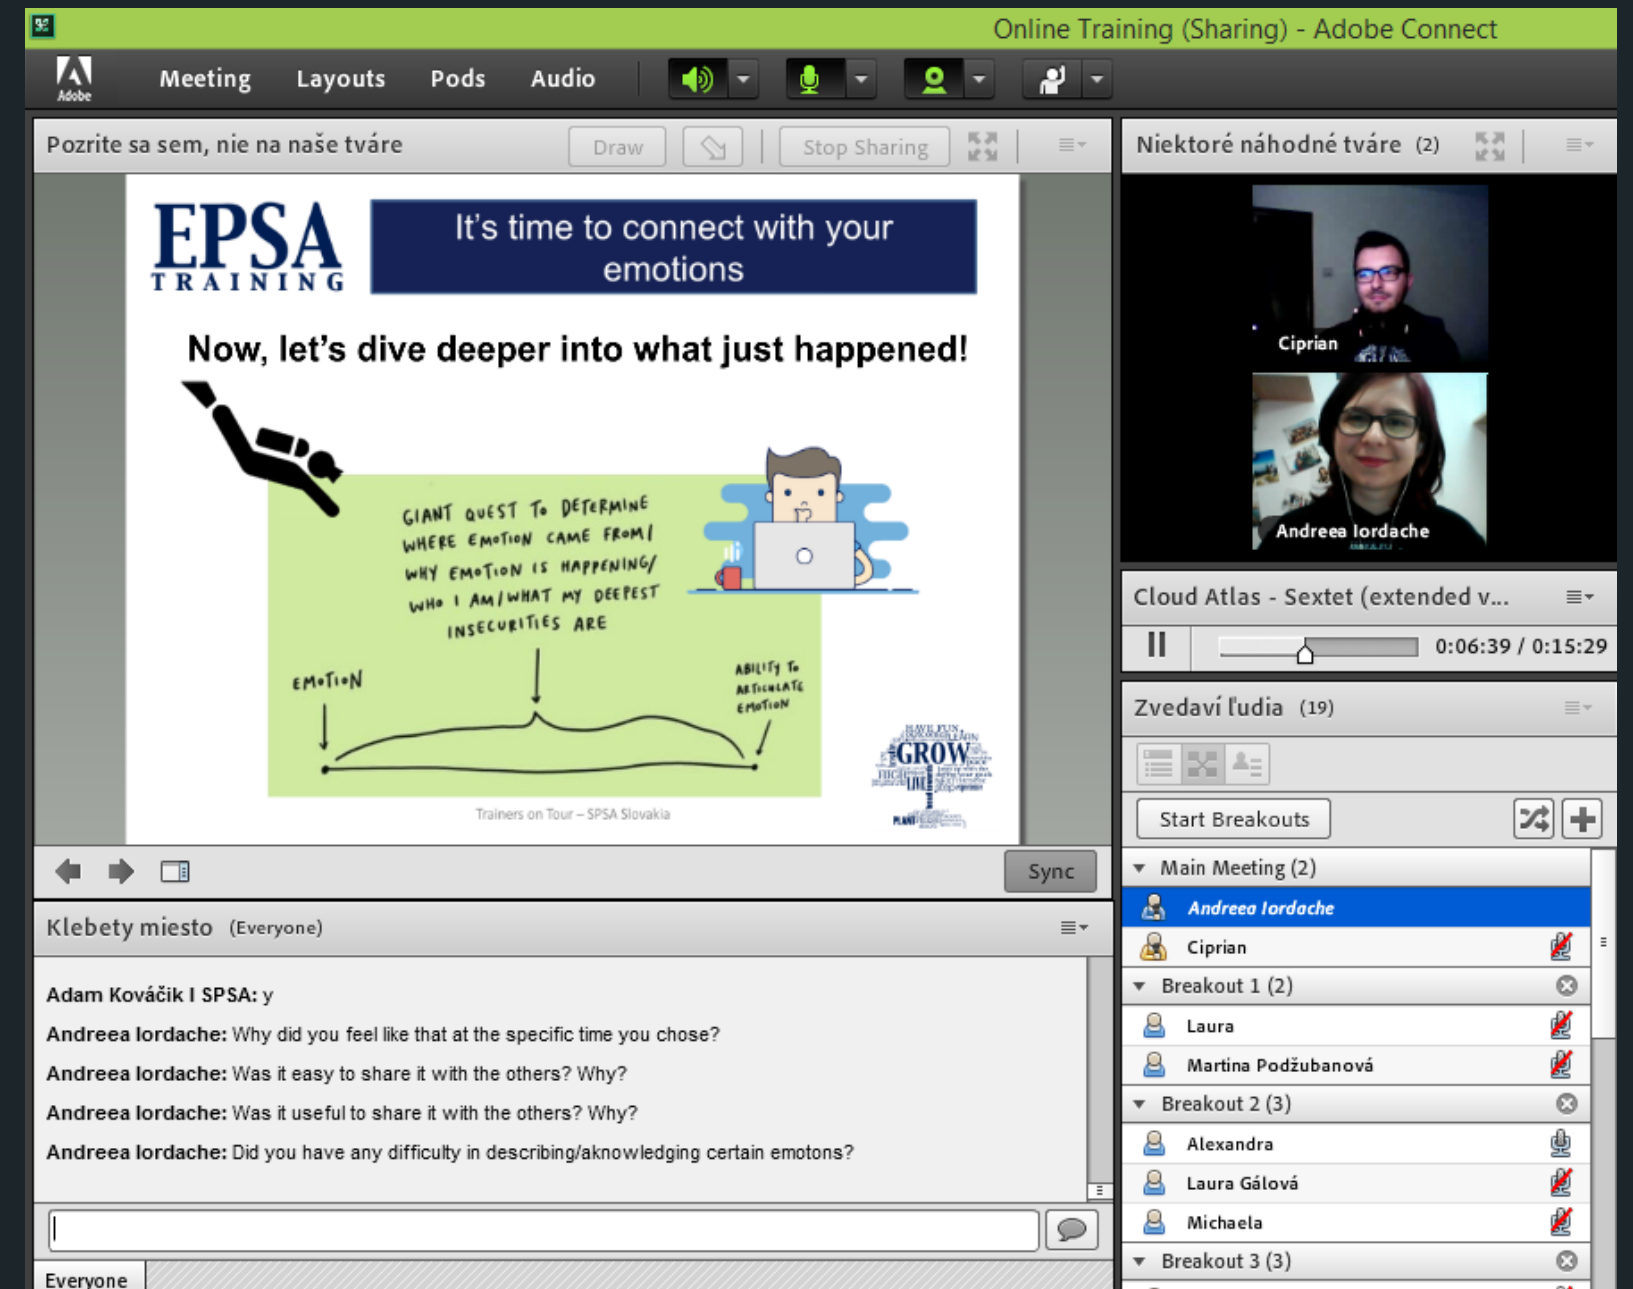 Online Training (Sharing) - Adobe Connect
Adobe
Meeting
Layouts
Pods
Audio
Pozrite sa sem, nie na naše tváre
Draw
Stop Sharing
EPSA
TRAINING
It's time to connect with your
emotions
Now, let's dive deeper into what just happened!
GIANT QUEST TO DETERMINE
WHERE EMOTION CAME FROM/
WHY EMOTION IS HAPPENING/
WHO I AM/WHAT MY DEEPEST
INSECURITIES ARE
EMOTION
ABILITY TO
ARTICULATE
EMOTION
HAVE FUN
LEARN
GROW
HIGH
LIVE
PLANT
Trainers on Tour – SPSA Slovakia
Sync
Klebety miesto (Everyone)
Adam Kováčik I SPSA: y
Andreea Iordache: Why did you feel like that at the specific time you chose?
Andreea Iordache: Was it easy to share it with the others? Why?
Andreea Iordache: Was it useful to share it with the others? Why?
Andreea Iordache: Did you have any difficulty in describing/aknowledging certain emotons?
Everyone
Niektoré náhodné tváre (2)
Ciprian
Andreea Iordache
Cloud Atlas - Sextet (extended v...
0:06:39 / 0:15:29
Zvedaví ľudia (19)
Start Breakouts
Main Meeting (2)
Andreea Iordache
Ciprian
Breakout 1 (2)
Laura
Martina Podžubanová
Breakout 2 (3)
Alexandra
Laura Gálová
Michaela
Breakout 3 (3)